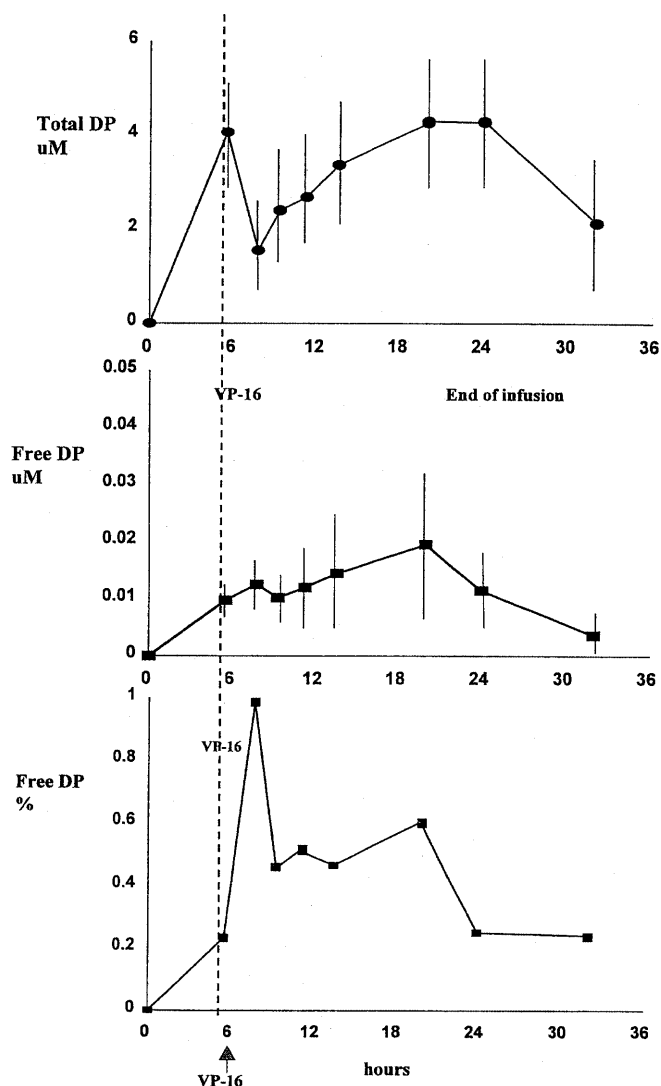 6
Total DP
uM
4
2
0
0 6 12 18 24 30 36
VP-16 End of infusion
0.05
0.04
Free DP
uM
0.03
0.02
0.01
0
0 6 12 18 24 30 36
1
VP-16
0.8
Free DP
%
0.6
0.4
0.2
0
0 6 12 18 24 30 36
VP-16 hours